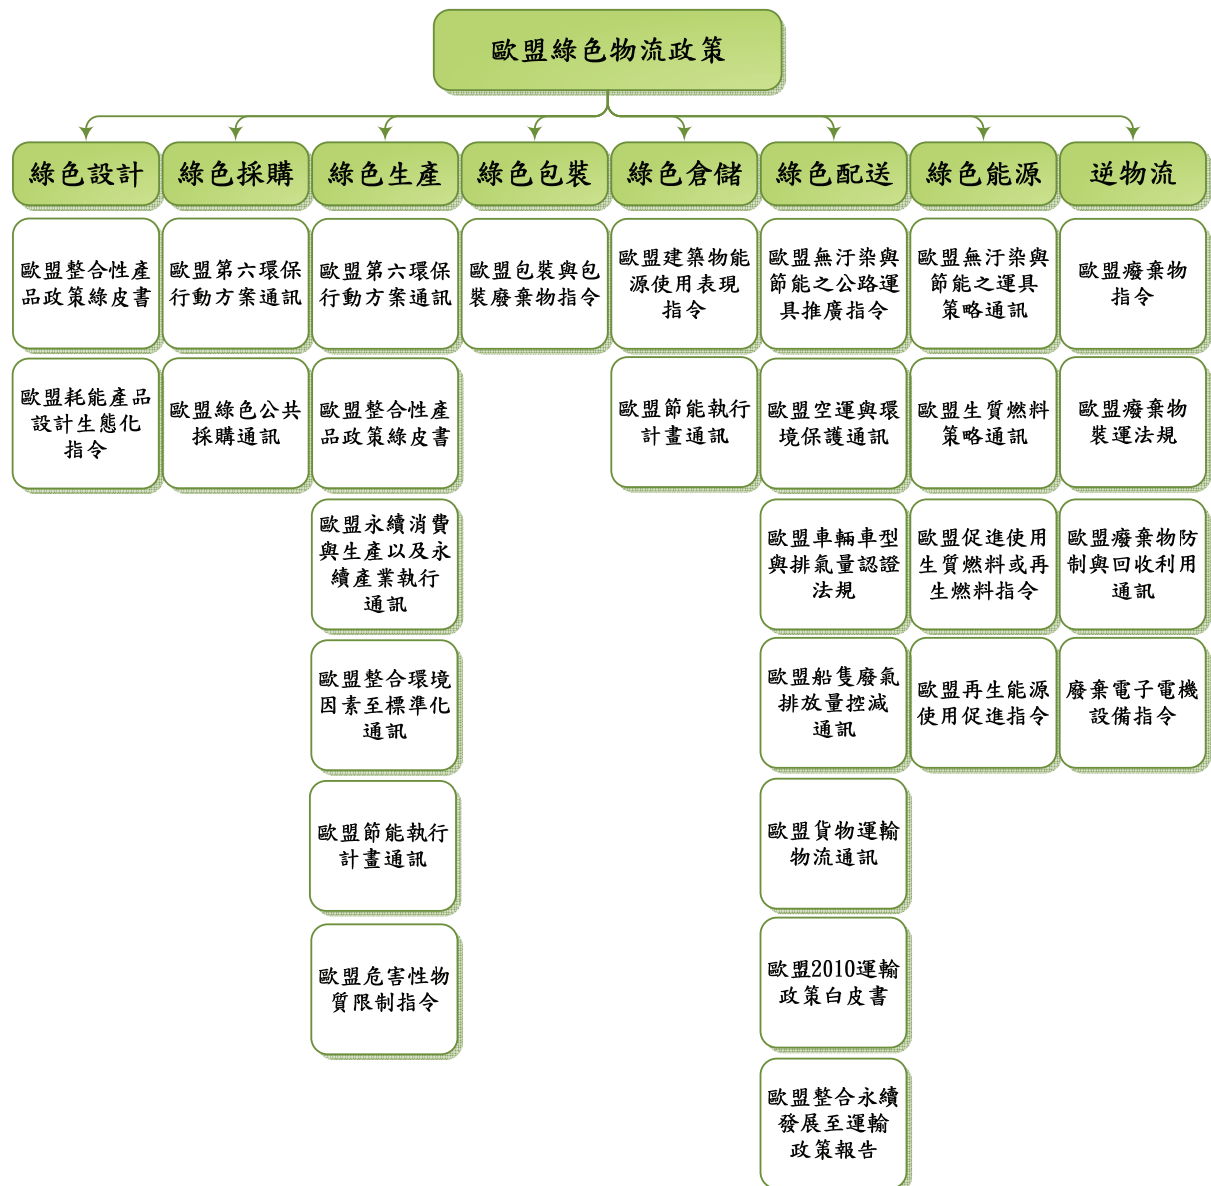 歐盟綠色物流政策
綠色設計
歐盟整合性產
品政策綠皮書
歐盟耗能產品
設計生態化
指令
綠色採購
歐盟第六環保
行動方案通訊
歐盟綠色公共
採購通訊
綠色生產
歐盟第六環保
行動方案通訊
歐盟整合性產
品政策綠皮書
歐盟永續消費
與生產以及永
續產業執行
通訊
歐盟整合環境
因素至標準化
通訊
歐盟節能執行
計畫通訊
歐盟危害性物
質限制指令
綠色包裝
歐盟包裝與包
裝廢棄物指令
綠色倉儲
歐盟建築物能
源使用表現
指令
歐盟節能執行
計畫通訊
綠色配送
歐盟無汙染與
節能之公路運
具推廣指令
歐盟空運與環
境保護通訊
歐盟車輛車型
與排氣量認證
法規
歐盟船隻廢氣
排放量控減
通訊
歐盟貨物運輸
物流通訊
歐盟2010運輸
政策白皮書
歐盟整合永續
發展至運輸
政策報告
綠色能源
歐盟無汙染與
節能之運具
策略通訊
歐盟生質燃料
策略通訊
歐盟促進使用
生質燃料或再
生燃料指令
歐盟再生能源
使用促進指令
逆物流
歐盟廢棄物
指令
歐盟廢棄物
裝運法規
歐盟廢棄物防
制與回收利用
通訊
廢棄電子電機
設備指令